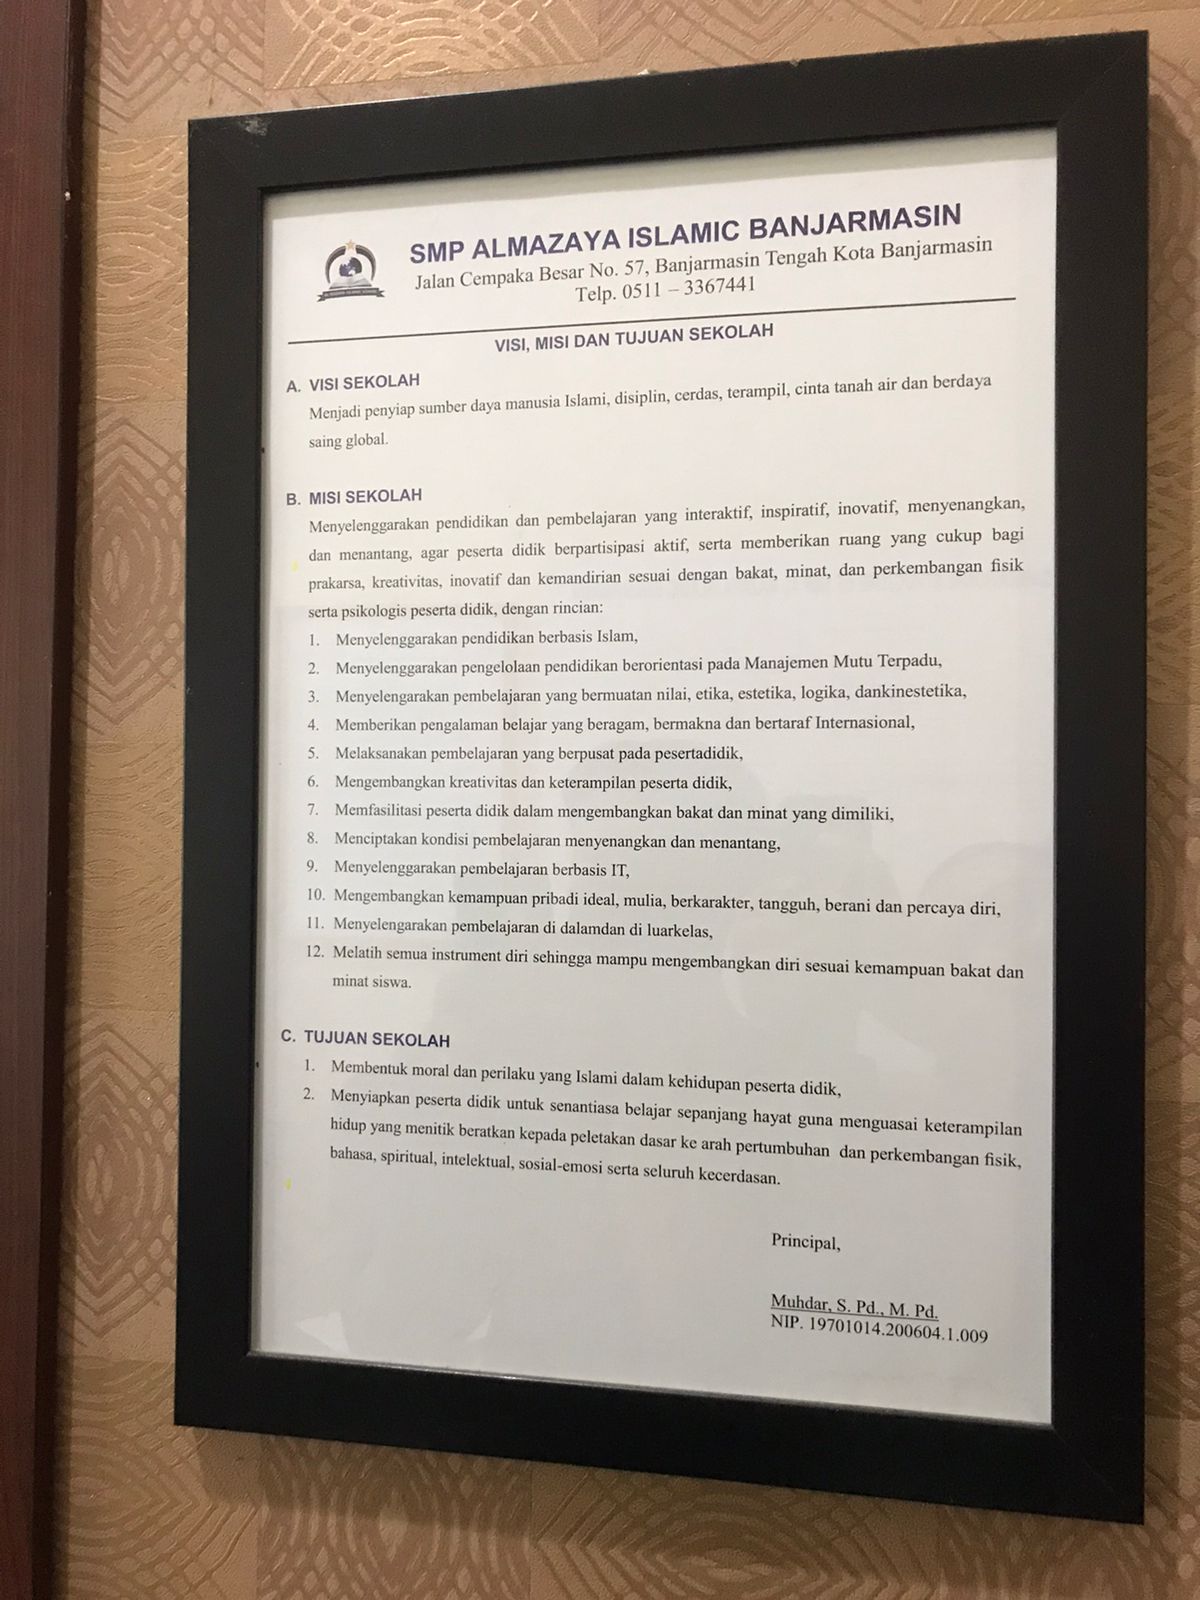 SMP ALMAZAYA ISLAMIC BANJARMASIN
Jalan Cempaka Besar No. 57, Banjarmasin Tengah Kota Banjarmasin
Telp. 0511 – 3367441
VISI, MISI DAN TUJUAN SEKOLAH
A. VISI SEKOLAH
Menjadi penyiap sumber daya manusia Islami, disiplin, cerdas, terampil, cinta tanah air dan berdaya
saing global.
B. MISI SEKOLAH
Menyelenggarakan pendidikan dan pembelajaran yang interaktif, inspiratif, inovatif, menyenangkan,
dan menantang, agar peserta didik berpartisipasi aktif, serta memberikan ruang yang cukup bagi
prakarsa, kreativitas, inovatif dan kemandirian sesuai dengan bakat, minat, dan perkembangan fisik
serta psikologis peserta didik, dengan rincian:
1. Menyelenggarakan pendidikan berbasis Islam,
2. Menyelenggarakan pengelolaan pendidikan berorientasi pada Manajemen Mutu Terpadu,
3. Menyelengarakan pembelajaran yang bermuatan nilai, etika, estetika, logika, dankinestetika,
4. Memberikan pengalaman belajar yang beragam, bermakna dan bertaraf Internasional,
5. Melaksanakan pembelajaran yang berpusat pada pesertadidik,
6. Mengembangkan kreativitas dan keterampilan peserta didik,
7. Memfasilitasi peserta didik dalam mengembangkan bakat dan minat yang dimiliki,
8. Menciptakan kondisi pembelajaran menyenangkan dan menantang,
9. Menyelenggarakan pembelajaran berbasis IT,
10. Mengembangkan kemampuan pribadi ideal, mulia, berkarakter, tangguh, berani dan percaya diri,
11. Menyelengarakan pembelajaran di dalamdan di luarkelas,
12. Melatih semua instrument diri sehingga mampu mengembangkan diri sesuai kemampuan bakat dan
minat siswa.
C. TUJUAN SEKOLAH
1. Membentuk moral dan perilaku yang Islami dalam kehidupan peserta didik,
2. Menyiapkan peserta didik untuk senantiasa belajar sepanjang hayat guna menguasai keterampilan
hidup yang menitik beratkan kepada peletakan dasar ke arah pertumbuhan dan perkembangan fisik,
bahasa, spiritual, intelektual, sosial-emosi serta seluruh kecerdasan.
Principal,
Muhdar, S. Pd., M. Pd.
NIP. 19701014.200604.1.009